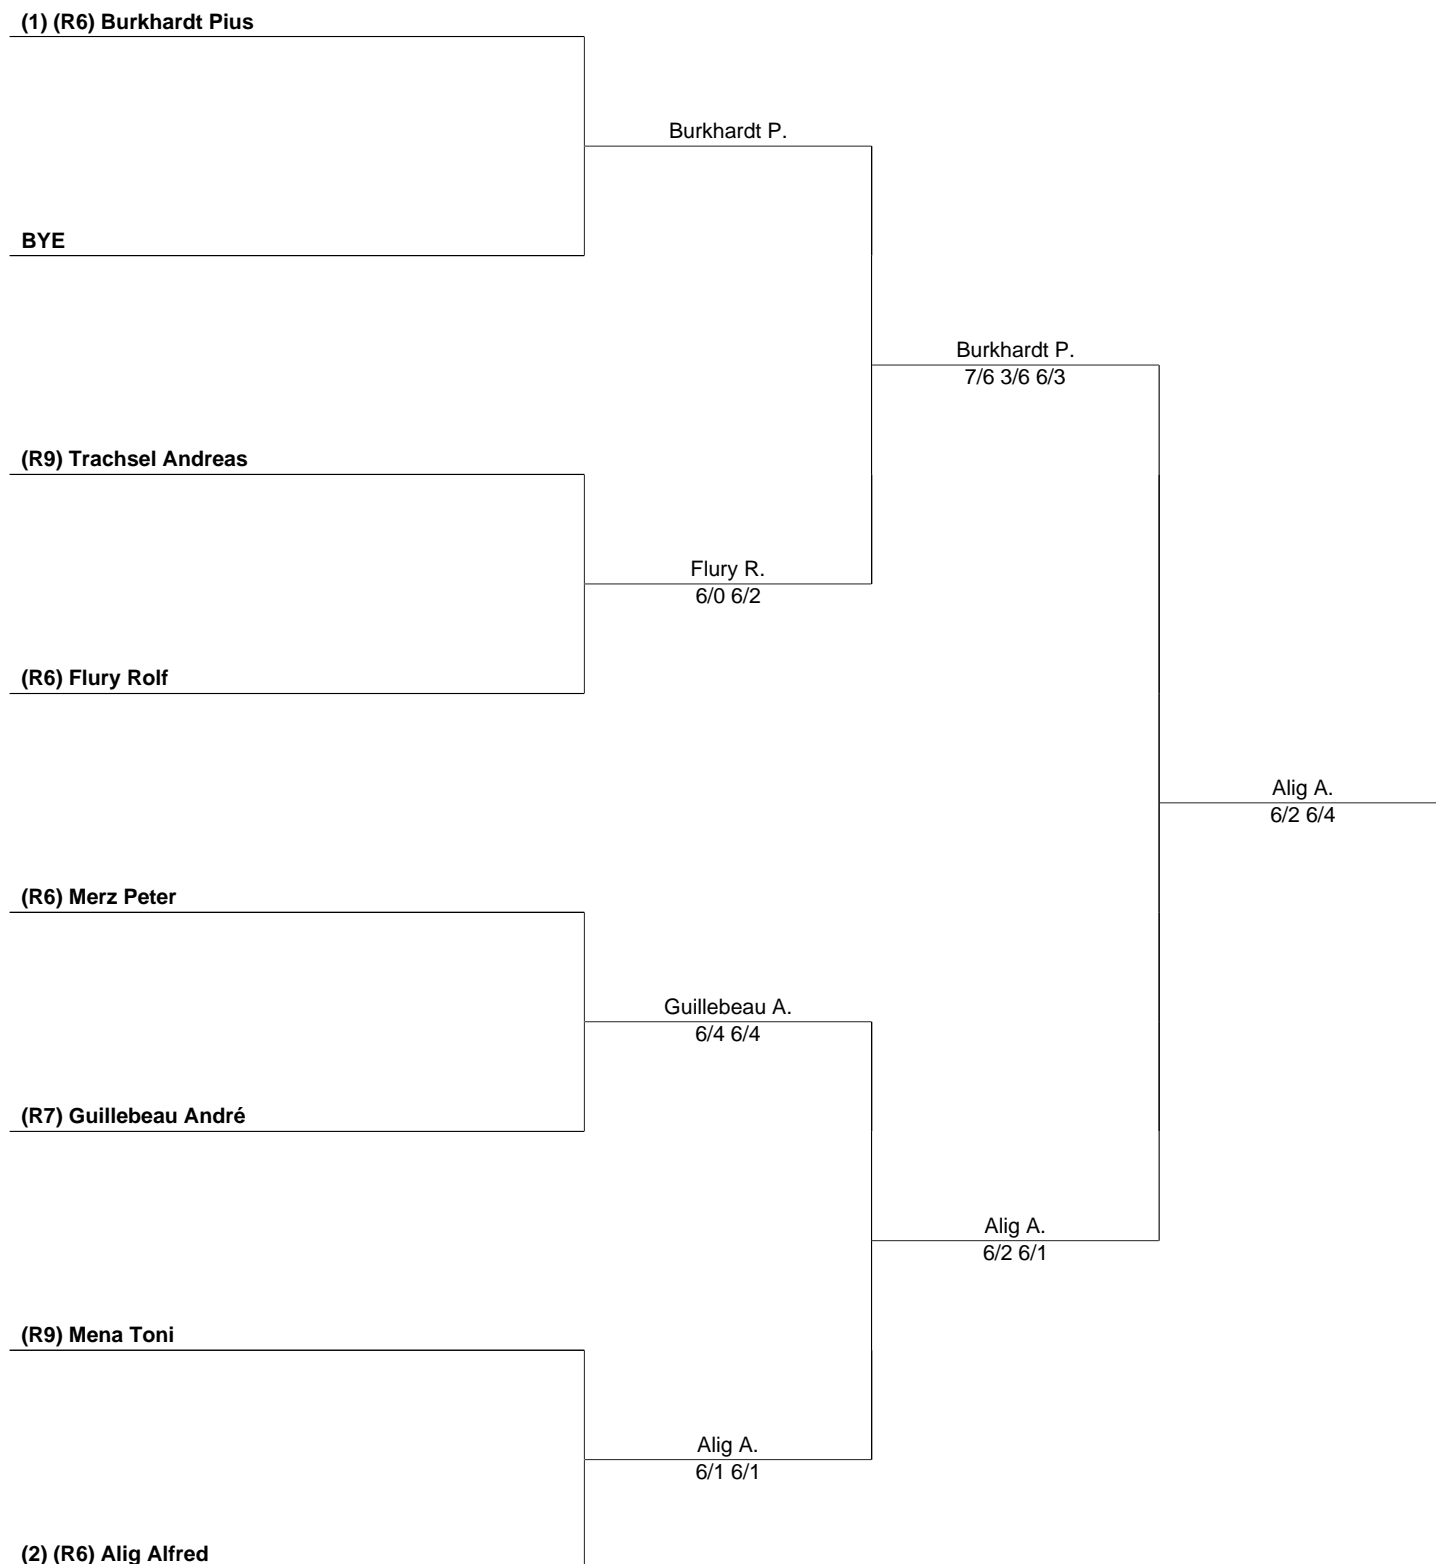 (1) (R6) Burkhardt Pius
Burkhardt P.
BYE
Burkhardt P.
7/6 3/6 6/3
(R9) Trachsel Andreas
Flury R.
6/0 6/2
(R6) Flury Rolf
Alig A.
6/2 6/4
(R6) Merz Peter
Guillebeau A.
6/4 6/4
(R7) Guillebeau André
Alig A.
6/2 6/1
(R9) Mena Toni
Alig A.
6/1 6/1
(2) (R6) Alig Alfred